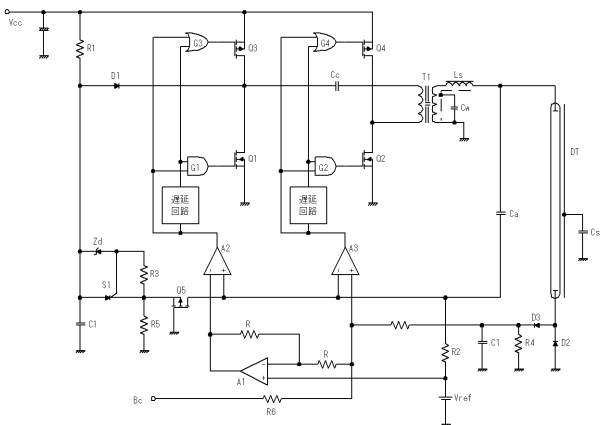 Vcc
R1
G3
Q3
G4
Q4
D1
Cc
T1
Ls
Cw
DT
G1
Q1
G2
Q2
遅延
回路
遅延
回路
Ca
Cs
Zd
A2
A3
S1
R3
Q5
C1
R5
R
R
A1
R2
C1
R4
D3
D2
Vref
Bc
R6